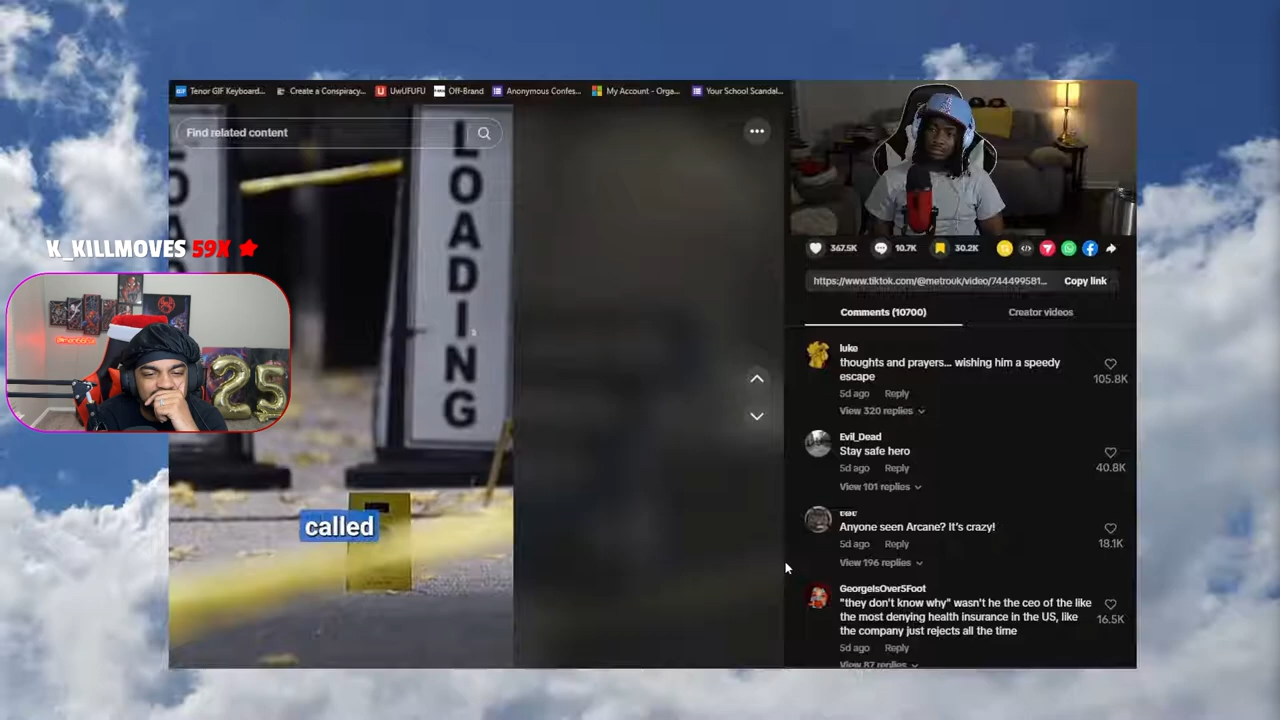 Tenor GIF Keyboard...
Create a Conspiracy...
UwUFUFU
Off-Brand
Anonymous Confes...
My Account - Orga...
Your School Scandal...
Find related content
LOADING
K_KILLMOVES 59X
25
called
367.5K
10.7K
30.2K
https://www.tiktok.com/@metrouk/video/744499581...
Copy link
Comments (10700)
Creator videos
luke
thoughts and prayers... wishing him a speedy
escape
105.8K
5d ago
Reply
View 320 replies
Evil_Dead
Stay safe hero
40.8K
5d ago
Reply
View 101 replies
Anyone seen Arcane? It's crazy!
18.1K
5d ago
Reply
View 196 replies
GeorgeIsOver5Foot
"they don't know why" wasn't he the ceo of the like
the most denying health insurance in the US, like
the company just rejects all the time
16.5K
5d ago
Reply
View 87 replies